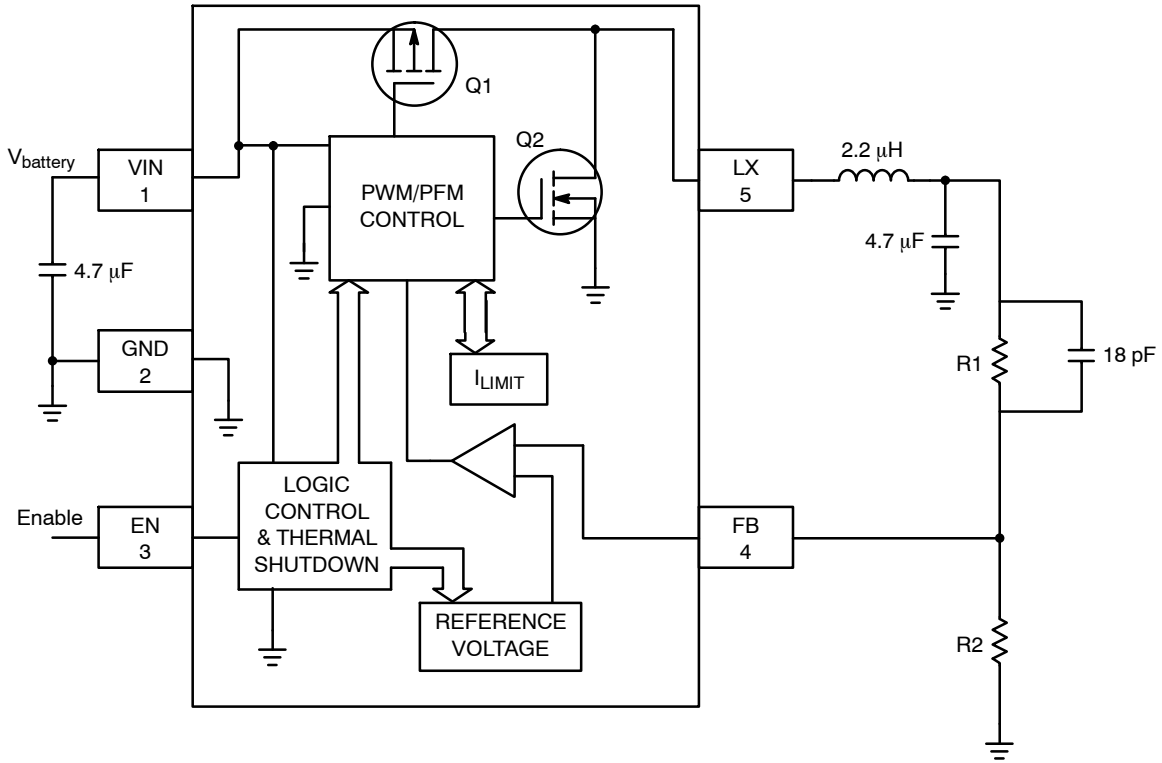 Q1
Q2
V_battery
VIN
1
PWM/PFM
CONTROL
LX
5
2.2 μH
4.7 μF
4.7 μF
GND
2
I_LIMIT
R1
18 pF
Enable
EN
3
LOGIC
CONTROL
& THERMAL
SHUTDOWN
FB
4
REFERENCE
VOLTAGE
R2